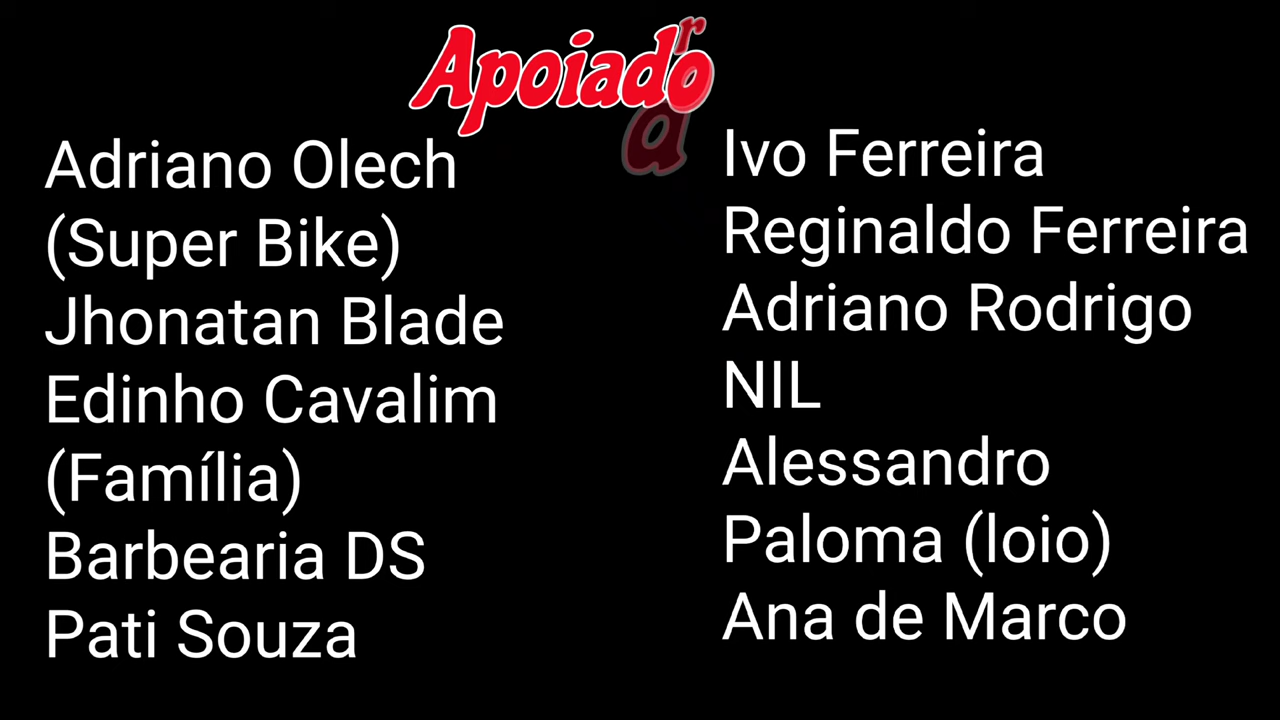 Apoiador
Adriano Olech
(Super Bike)
Jhonatan Blade
Edinho Cavalim
(Família)
Barbearia DS
Pati Souza
Ivo Ferreira
Reginaldo Ferreira
Adriano Rodrigo
NIL
Alessandro
Paloma (loio)
Ana de Marco